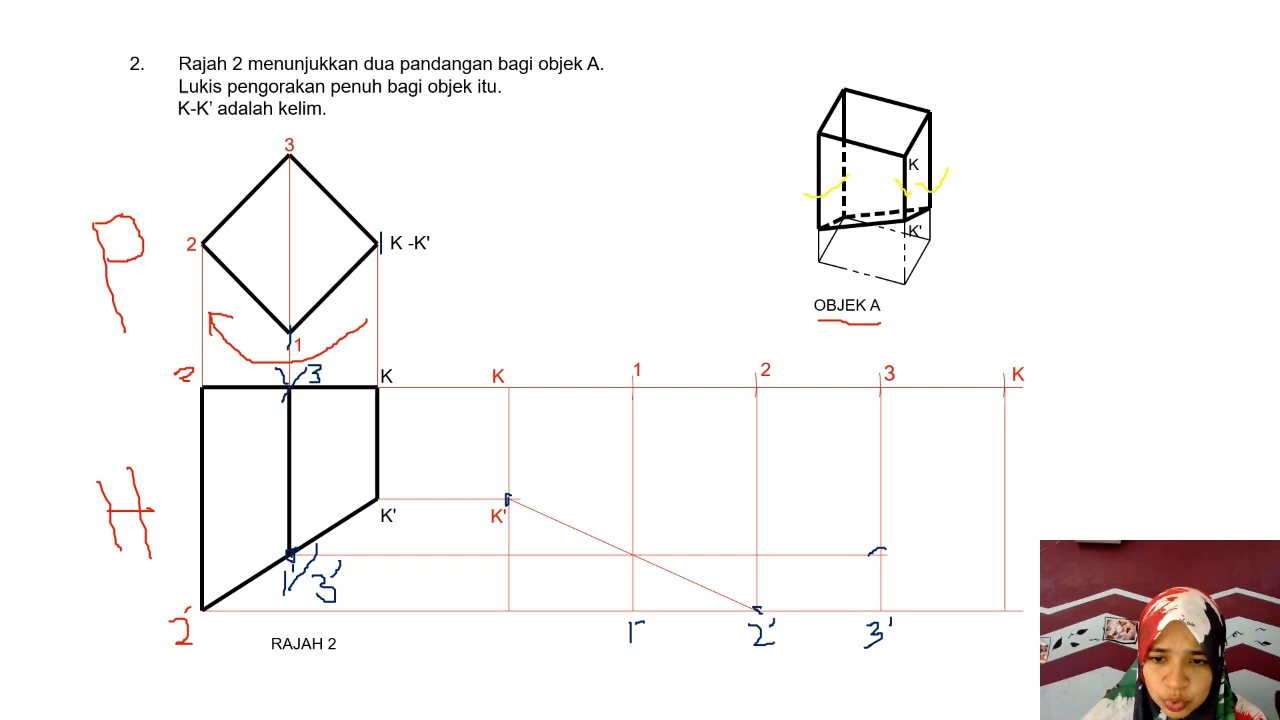 2. Rajah 2 menunjukkan dua pandangan bagi objek A.
Lukis pengorakan penuh bagi objek itu.
K-K' adalah kelim.
3
2
K -K'
1
P
K
K'
OBJEK A
2
1/3
K
K
1
2
3
K
H
K'
K'
1'/3'
2'
1'
2'
3'
RAJAH 2